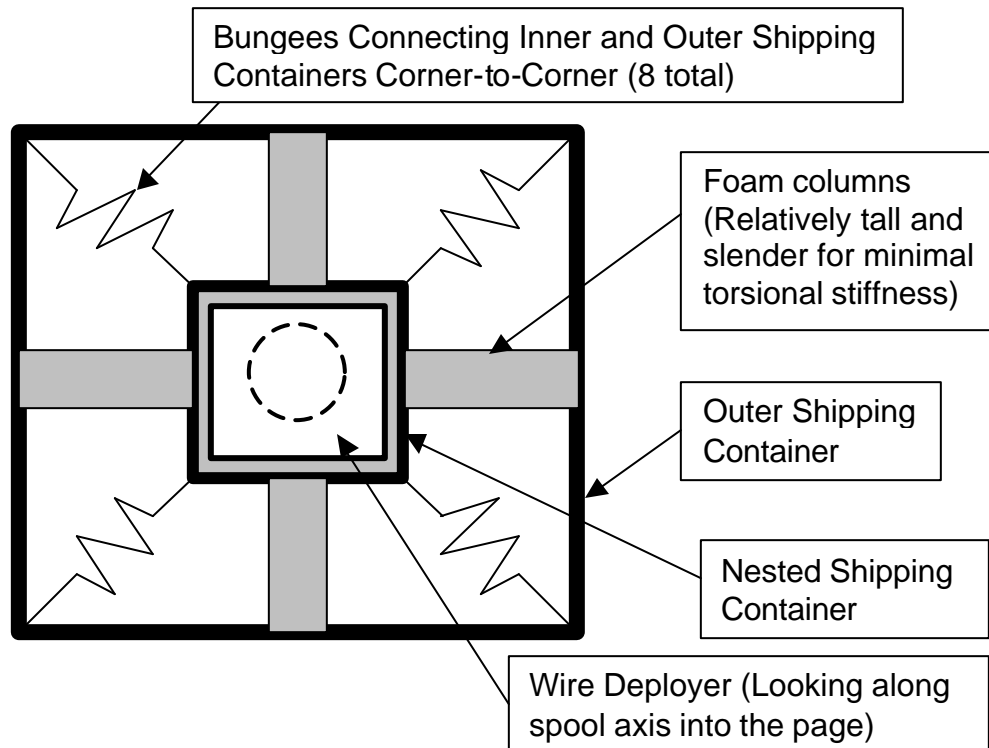 Bungees Connecting Inner and Outer Shipping
Containers Corner-to-Corner (8 total)
Foam columns
(Relatively tall and
slender for minimal
torsional stiffness)
Outer Shipping
Container
Nested Shipping
Container
Wire Deployer (Looking along
spool axis into the page)